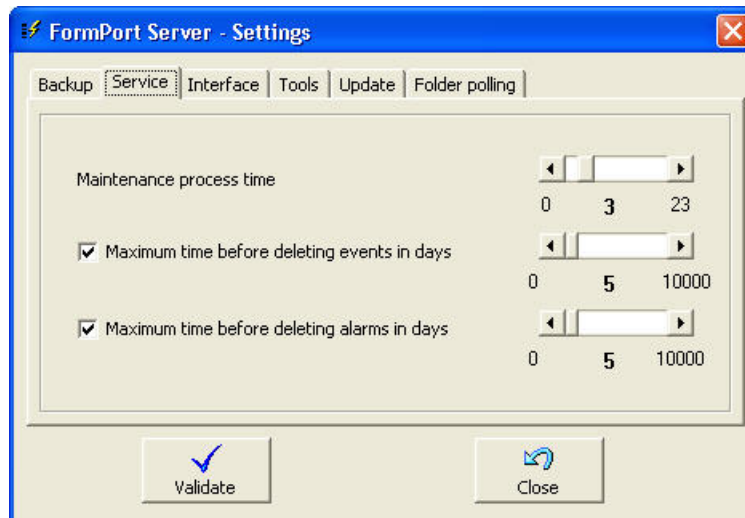 FormPort Server - Settings
Backup Service Interface Tools Update Folder polling
Maintenance process time
0 3 23
Maximum time before deleting events in days
0 5 10000
Maximum time before deleting alarms in days
0 5 10000
Validate Close